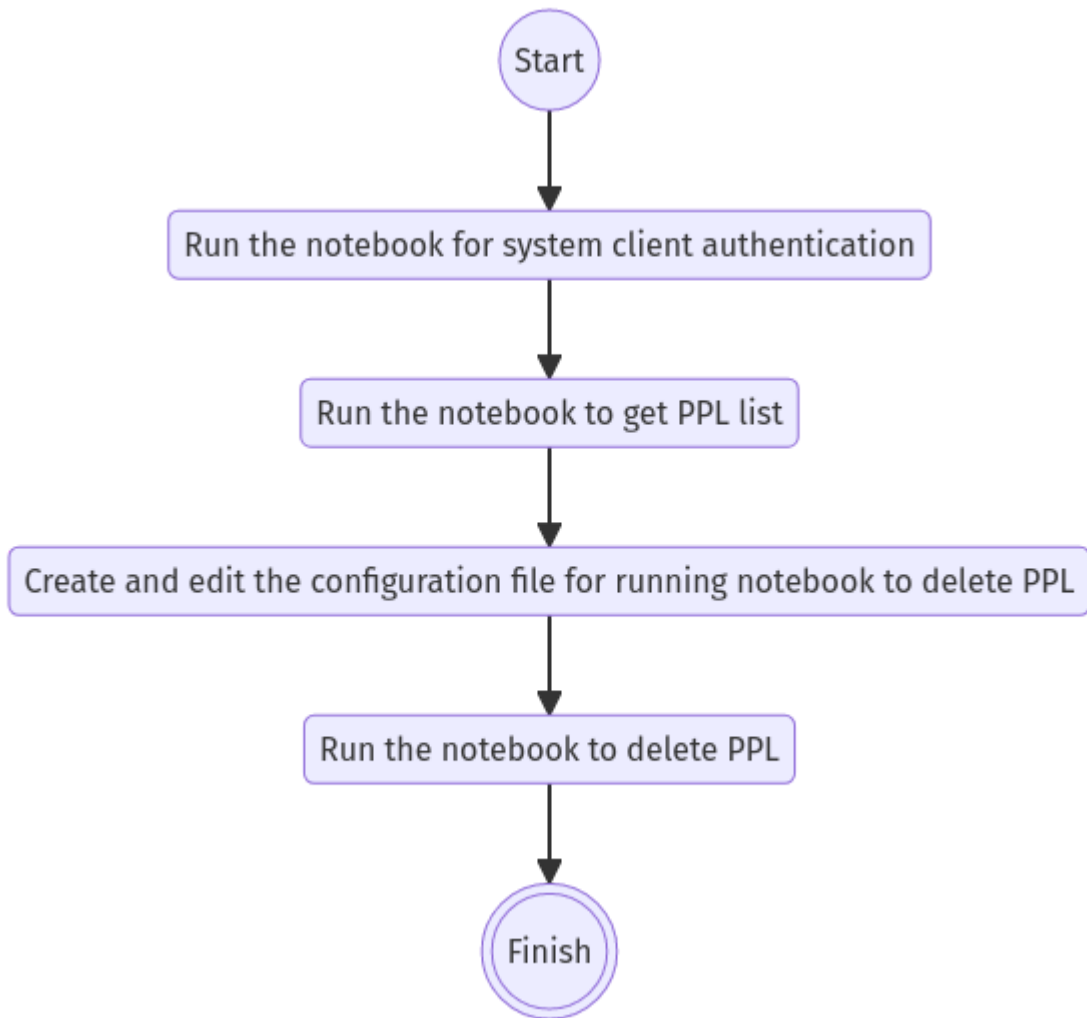 Start
Run the notebook for system client authentication
Run the notebook to get PPL list
Create and edit the configuration file for running notebook to delete PPL
Run the notebook to delete PPL
Finish